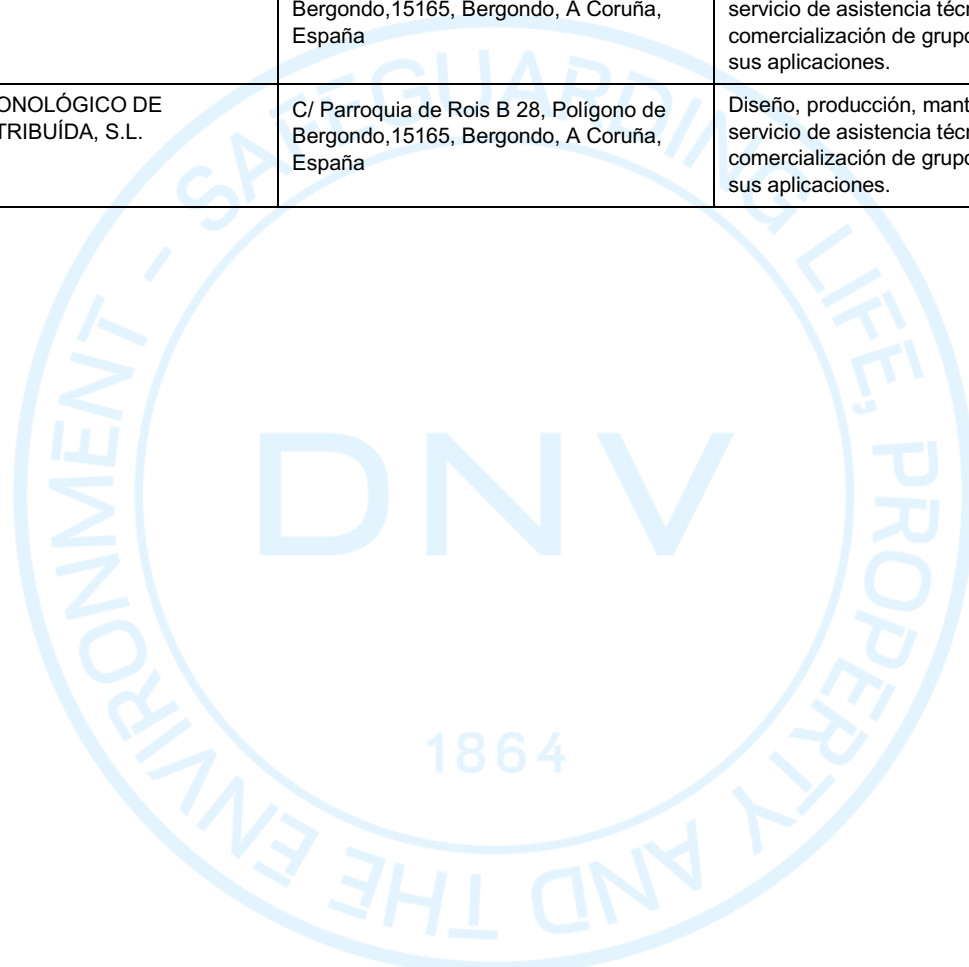 Bergondo,15165, Bergondo, A Coruña,
España
servicio de asistencia técn
comercialización de grupo
sus aplicaciones.
ONOLÓGICO DE
TRIBUÍDA, S.L.
C/ Parroquia de Rois B 28, Polígono de
Bergondo,15165, Bergondo, A Coruña,
España
Diseño, producción, mant
servicio de asistencia técn
comercialización de grupo
sus aplicaciones.
SAFEGUARDING LIFE, PROPERTY AND THE ENVIRONMENT -
DNV
1864